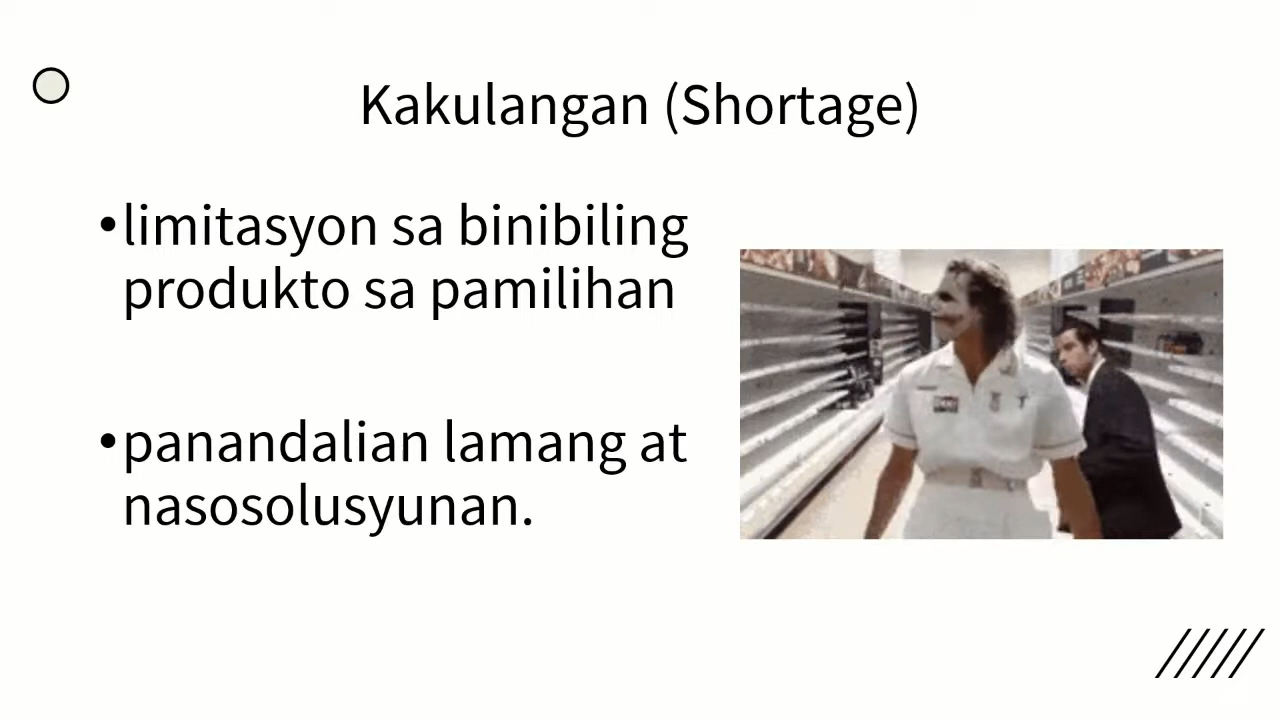 Kakulangan (Shortage)
•limitasyon sa binibiling
produkto sa pamilihan
•panandalian lamang at
nasosolusyunan.